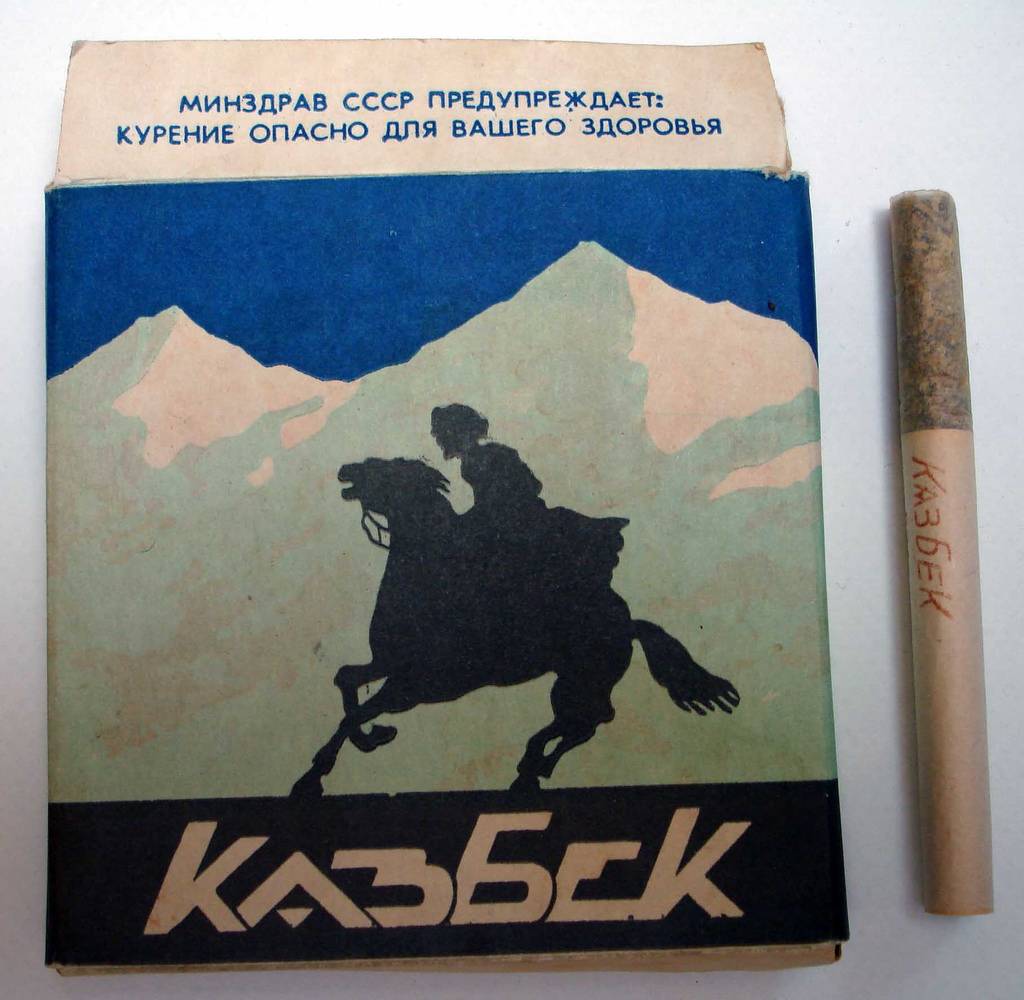 МИНЗДРАВ СССР ПРЕДУПРЕЖДАЕТ:
КУРЕНИЕ ОПАСНО ДЛЯ ВАШЕГО ЗДОРОВЬЯ
КАЗБЕК
КАЗБЕК